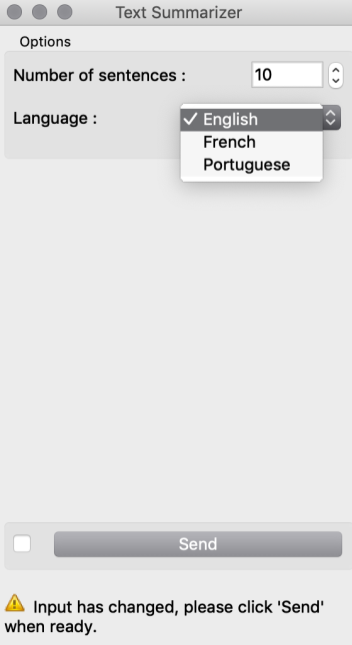 Text Summarizer
Options
Number of sentences : 10
Language : ✓ English
French
Portuguese
Send
Input has changed, please click 'Send'
when ready.